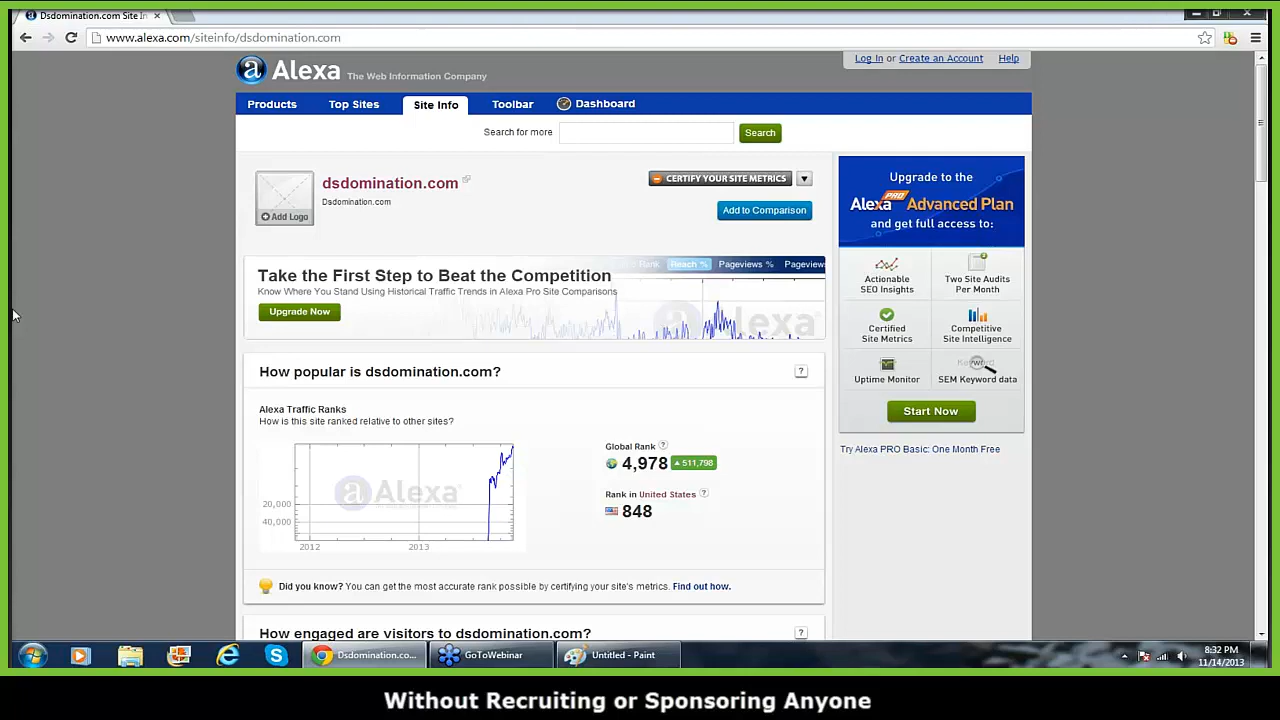 Dsdomination.com Site In
www.alexa.com/siteinfo/dsdomination.com
Log In or Create an Account Help
a Alexa The Web Information Company
Products Top Sites Site Info Toolbar Dashboard
Search for more Search
Add Logo
dsdomination.com
Dsdomination.com
CERTIFY YOUR SITE METRICS
Add to Comparison
Rank Reach % Pageviews % Pageviews
Take the First Step to Beat the Competition
Know Where You Stand Using Historical Traffic Trends in Alexa Pro Site Comparisons
Upgrade Now
a Alexa
How popular is dsdomination.com? ?
Alexa Traffic Ranks
How is this site ranked relative to other sites?
a Alexa
20,000
40,000
2012 2013
Global Rank ?
4,978 511,798
Rank in United States ?
848
Did you know? You can get the most accurate rank possible by certifying your site's metrics. Find out how.
How engaged are visitors to dsdomination.com? ?
Upgrade to the
Alexa PRO Advanced Plan
and get full access to:
Actionable
SEO Insights
Two Site Audits
Per Month
Certified
Site Metrics
Competitive
Site Intelligence
Uptime Monitor
Keyword
SEM Keyword data
Start Now
Try Alexa PRO Basic: One Month Free
Dsdomination.co... GoToWebinar Untitled - Paint
8:32 PM
11/14/2013
Without Recruiting or Sponsoring Anyone